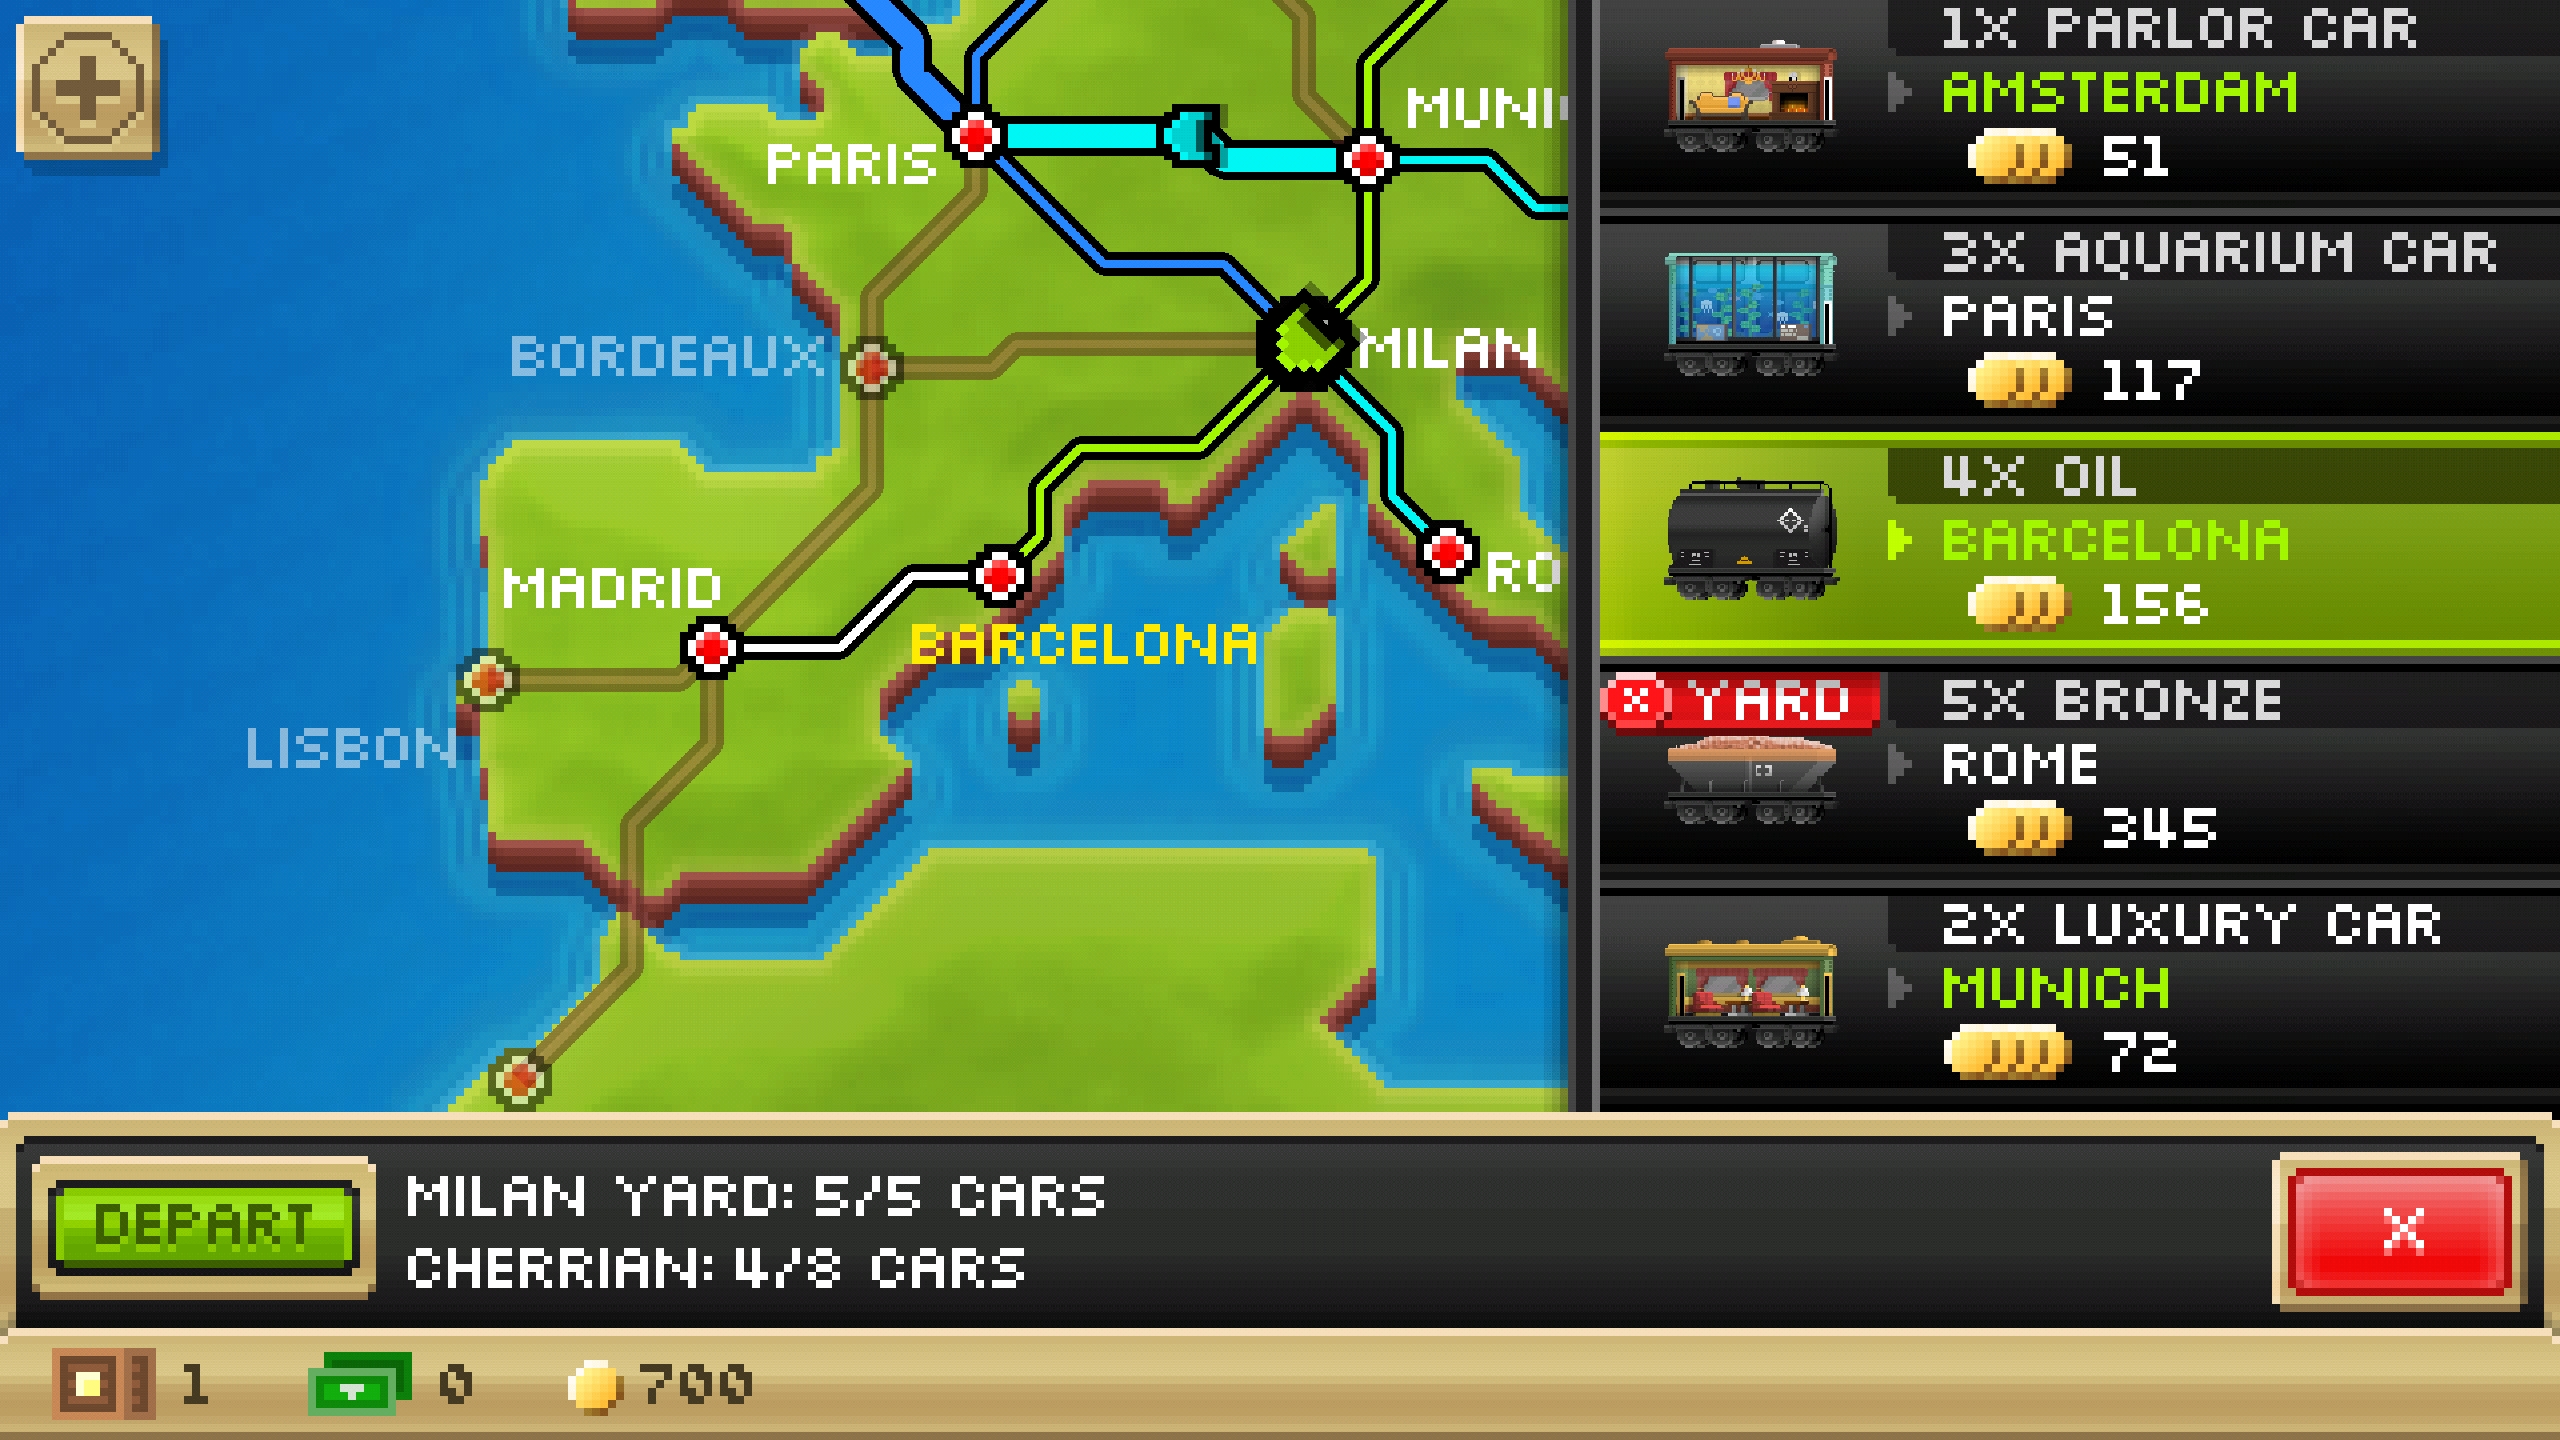 PARIS
BORDEAUX
MILAN
MADRID
BARCELONA
LISBON
1X PARLOR CAR
AMSTERDAM
51
3X AQUARIUM CAR
PARIS
117
4X OIL
BARCELONA
156
X YARD
5X BRONZE
ROME
345
2X LUXURY CAR
MUNICH
72
DEPART
MILAN YARD: 5/5 CARS
CHERRIAN: 4/8 CARS
X
1
0
700